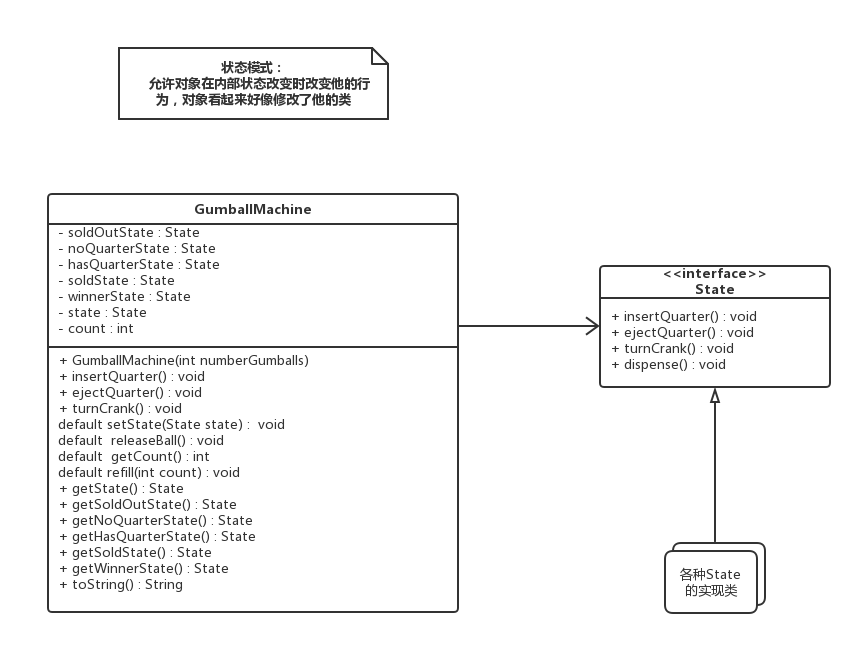 状态模式：
允许对象在内部状态改变时改变他的行
为，对象看起来好像修改了他的类
GumballMachine
- soldOutState : State
- noQuarterState : State
- hasQuarterState : State
- soldState : State
- winnerState : State
- state : State
- count : int
+ GumballMachine(int numberGumballs)
+ insertQuarter() : void
+ ejectQuarter() : void
+ turnCrank() : void
default setState(State state) :  void
default  releaseBall() : void
default  getCount() : int
default refill(int count) : void
+ getState() : State
+ getSoldOutState() : State
+ getNoQuarterState() : State
+ getHasQuarterState() : State
+ getSoldState() : State
+ getWinnerState() : State
+ toString() : String
<<interface>>
State
+ insertQuarter() : void
+ ejectQuarter() : void
+ turnCrank() : void
+ dispense() : void
各种State
的实现类